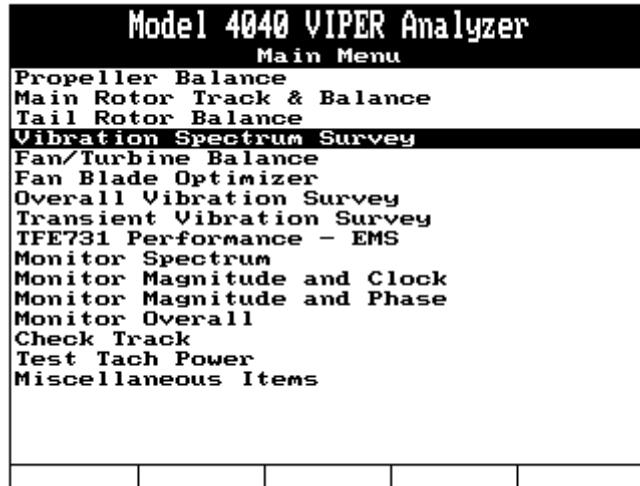 Model 4040 VIPER Analyzer
Main Menu
Propeller Balance
Main Rotor Track & Balance
Tail Rotor Balance
Vibration Spectrum Survey
Fan/Turbine Balance
Fan Blade Optimizer
Overall Vibration Survey
Transient Vibration Survey
TFE731 Performance – EMS
Monitor Spectrum
Monitor Magnitude and Clock
Monitor Magnitude and Phase
Monitor Overall
Check Track
Test Tach Power
Miscellaneous Items